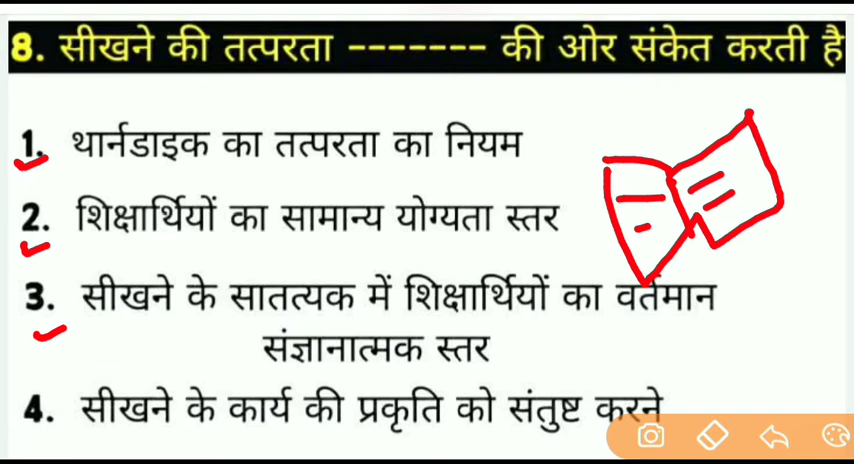 8. सीखने की तत्परता ------- की ओर संकेत करती है
1. थार्नडाइक का तत्परता का नियम
2. शिक्षार्थियों का सामान्य योग्यता स्तर
3. सीखने के सातत्यक में शिक्षार्थियों का वर्तमान
संज्ञानात्मक स्तर
4. सीखने के कार्य की प्रकृति को संतुष्ट करने